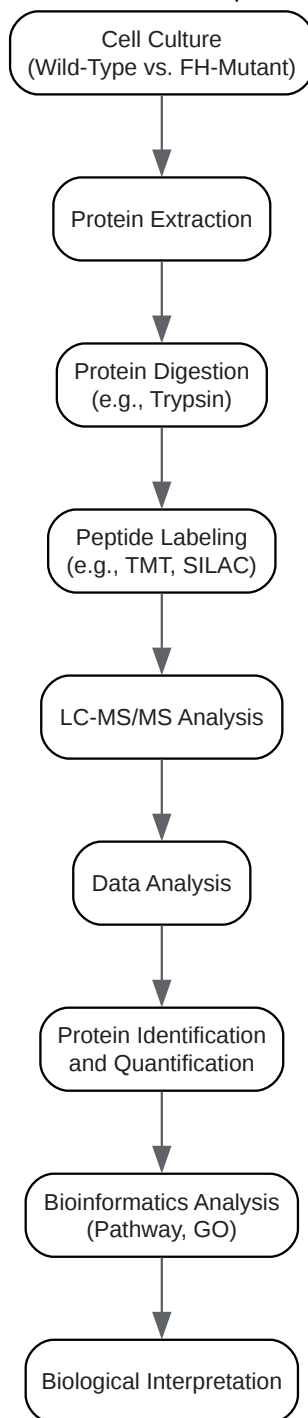 Cell Culture
(Wild-Type vs. FH-Mutant)
Protein Extraction
Protein Digestion
(e.g., Trypsin)
Peptide Labeling
(e.g., TMT, SILAC)
LC-MS/MS Analysis
Data Analysis
Protein Identification
and Quantification
Bioinformatics Analysis
(Pathway, GO)
Biological Interpretation